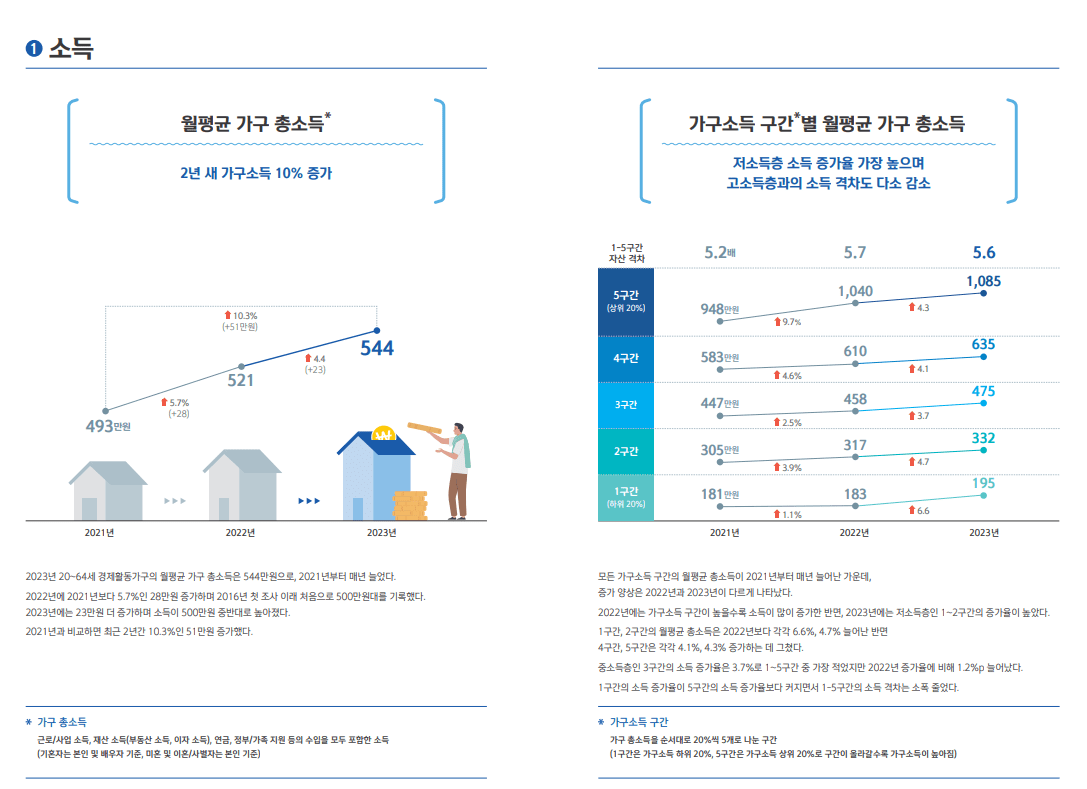 1 소득
월평균 가구 총소득*
2년 새 가구소득 10% 증가
10.3%
(+51만원)
544
4.4
(+23)
521
5.7%
(+28)
493만원
2021년 2022년 2023년
2023년 20~64세 경제활동가구의 월평균 가구 총소득은 544만원으로, 2021년부터 매년 늘었다.
2022년에 2021년보다 5.7%인 28만원 증가하며 2016년 첫 조사 이래 처음으로 500만원대를 기록했다.
2023년에는 23만원 더 증가하며 소득이 500만원 중반대로 높아졌다.
2021년과 비교하면 최근 2년간 10.3%인 51만원 증가했다.
* 가구 총소득
근로/사업 소득, 재산 소득(부동산 소득, 이자 소득), 연금, 정부/가족 지원 등의 수입을 모두 포함한 소득
(기혼자는 본인 및 배우자 기준, 미혼 및 이혼/사별자는 본인 기준)
가구소득 구간*별 월평균 가구 총소득
저소득층 소득 증가율 가장 높으며
고소득층과의 소득 격차도 다소 감소
1-5구간
자산 격차
5.2배 5.7 5.6
5구간
(상위 20%)
948만원 1,040 1,085
9.7% 4.3
4구간
583만원 610 635
4.6% 4.1
3구간
447만원 458 475
2.5% 3.7
2구간
305만원 317 332
3.9% 4.7
1구간
(하위 20%)
181만원 183 195
1.1% 6.6
2021년 2022년 2023년
모든 가구소득 구간의 월평균 총소득이 2021년부터 매년 늘어난 가운데,
증가 양상은 2022년과 2023년이 다르게 나타났다.
2022년에는 가구소득 구간이 높을수록 소득이 많이 증가한 반면, 2023년에는 저소득층인 1~2구간의 증가율이 높았다.
1구간, 2구간의 월평균 총소득은 2022년보다 각각 6.6%, 4.7% 늘어난 반면
4구간, 5구간은 각각 4.1%, 4.3% 증가하는 데 그쳤다.
중소득층인 3구간의 소득 증가율은 3.7%로 1~5구간 중 가장 적었지만 2022년 증가율에 비해 1.2%p 늘어났다.
1구간의 소득 증가율이 5구간의 소득 증가율보다 커지면서 1-5구간의 소득 격차는 소폭 줄었다.
* 가구소득 구간
가구 총소득을 순서대로 20%씩 5개로 나눈 구간
(1구간은 가구소득 하위 20%, 5구간은 가구소득 상위 20%로 구간이 올라갈수록 가구소득이 높아짐)